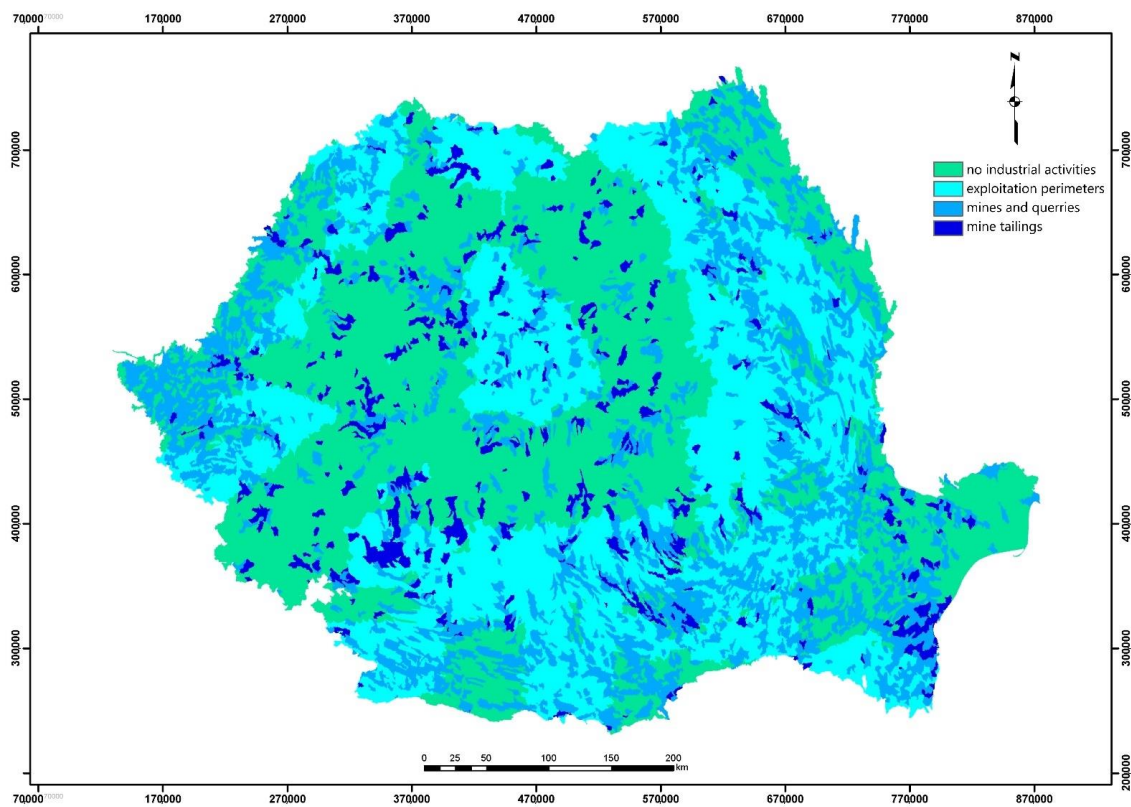 70000 70000 170000 270000 370000 470000 570000 670000 770000 870000
700000 700000
600000 600000
500000 500000
400000 400000
300000 300000
200000
N
no industrial activities
exploitation perimeters
mines and querries
mine tailings
0 25 50 100 150 200
km
70000 70000 170000 270000 370000 470000 570000 670000 770000 870000